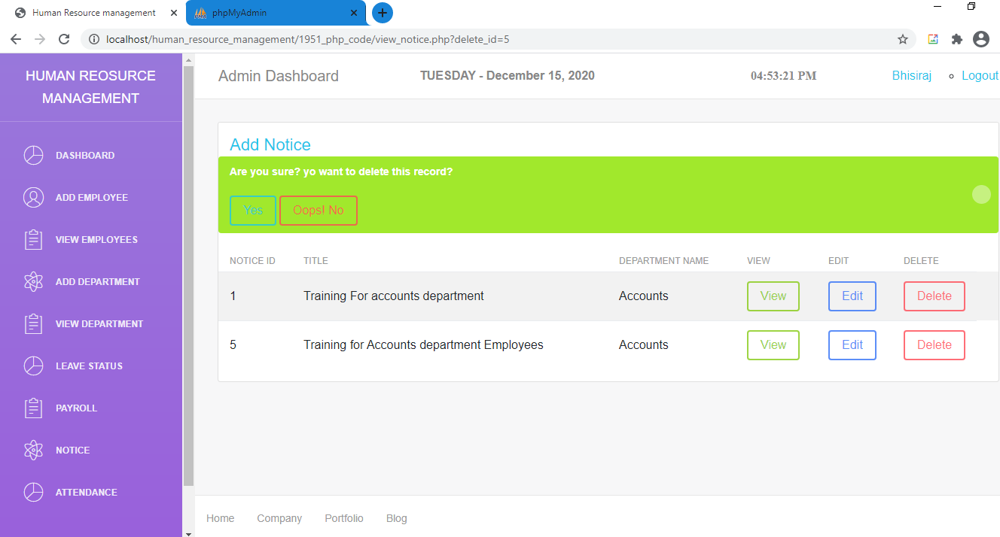 Human Resource management
phpMyAdmin
localhost/human_resource_management/1951_php_code/view_notice.php?delete_id=5
HUMAN REOSURCE
MANAGEMENT
DASHBOARD
ADD EMPLOYEE
VIEW EMPLOYEES
ADD DEPARTMENT
VIEW DEPARTMENT
LEAVE STATUS
PAYROLL
NOTICE
ATTENDANCE
Admin Dashboard TUESDAY - December 15, 2020 04:53:21 PM Bhisiraj Logout
Add Notice
Are you sure? yo want to delete this record?
Yes Oops! No
NOTICE ID TITLE DEPARTMENT NAME VIEW EDIT DELETE
1 Training For accounts department Accounts View Edit Delete
5 Training for Accounts department Employees Accounts View Edit Delete
Home Company Portfolio Blog